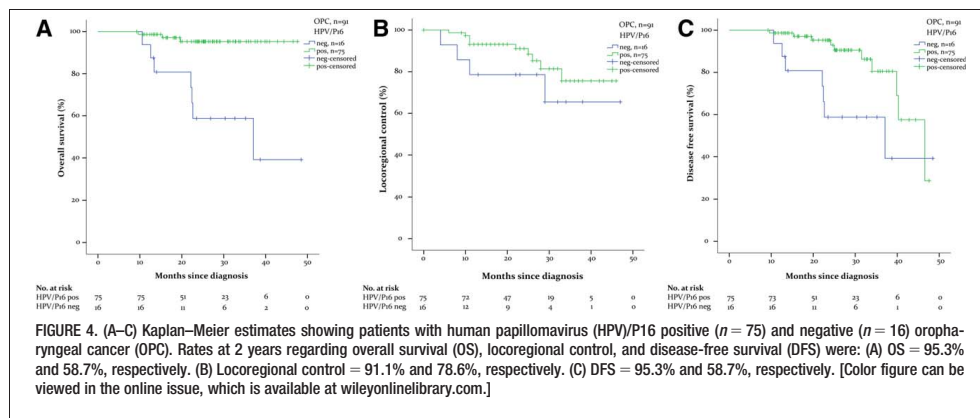 A
OPC, n=91
HPV/P16
neg, n=16
pos, n=75
neg-censored
pos-censored
Overall survival (%)
100
80
60
40
20
0
0 10 20 30 40 50
Months since diagnosis
No. at risk
HPV/P16 pos 75 75 51 23 6 0
HPV/P16 neg 16 16 11 6 2 0
B
OPC, n=91
HPV/P16
neg, n=16
pos, n=75
neg-censored
pos-censored
Locoregional control (%)
100
80
60
40
20
0
0 10 20 30 40 50
Months since diagnosis
No. at risk
HPV/P16 pos 75 72 47 19 5 0
HPV/P16 neg 16 12 9 4 1 0
C
OPC, n=91
HPV/P16
neg, n=16
pos, n=75
neg-censored
pos-censored
Disease free survival (%)
100
80
60
40
20
0
0 10 20 30 40 50
Months since diagnosis
No. at risk
HPV/P16 pos 75 73 51 23 6 0
HPV/P16 neg 16 16 11 6 1 0
FIGURE 4. (A–C) Kaplan–Meier estimates showing patients with human papillomavirus (HPV)/P16 positive (n = 75) and negative (n = 16) oropha-
ryngeal cancer (OPC). Rates at 2 years regarding overall survival (OS), locoregional control, and disease-free survival (DFS) were: (A) OS = 95.3%
and 58.7%, respectively. (B) Locoregional control = 91.1% and 78.6%, respectively. (C) DFS = 95.3% and 58.7%, respectively. [Color figure can be
viewed in the online issue, which is available at wileyonlinelibrary.com.]